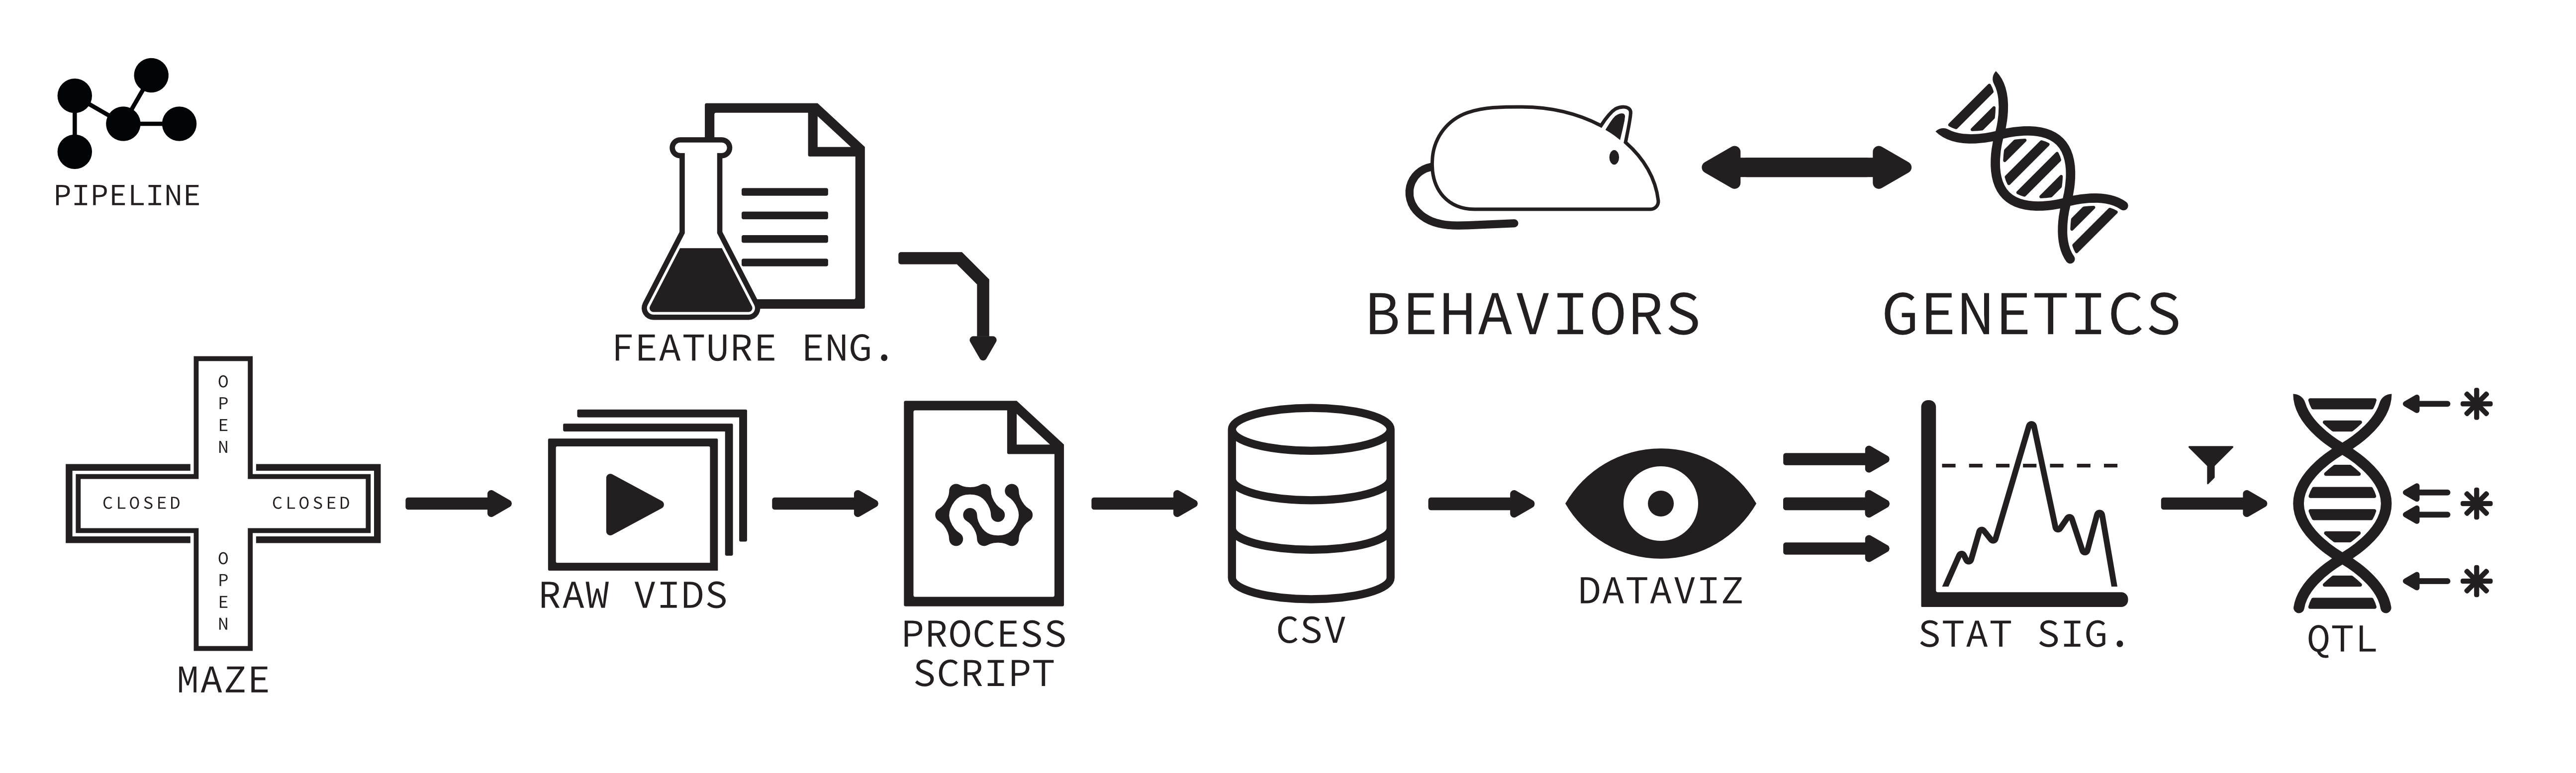 PIPELINE
FEATURE ENG.
BEHAVIORS
GENETICS
OPEN
CLOSED
CLOSED
OPEN
MAZE
RAW VIDS
PROCESS
SCRIPT
CSV
DATAVIZ
STAT SIG.
QTL